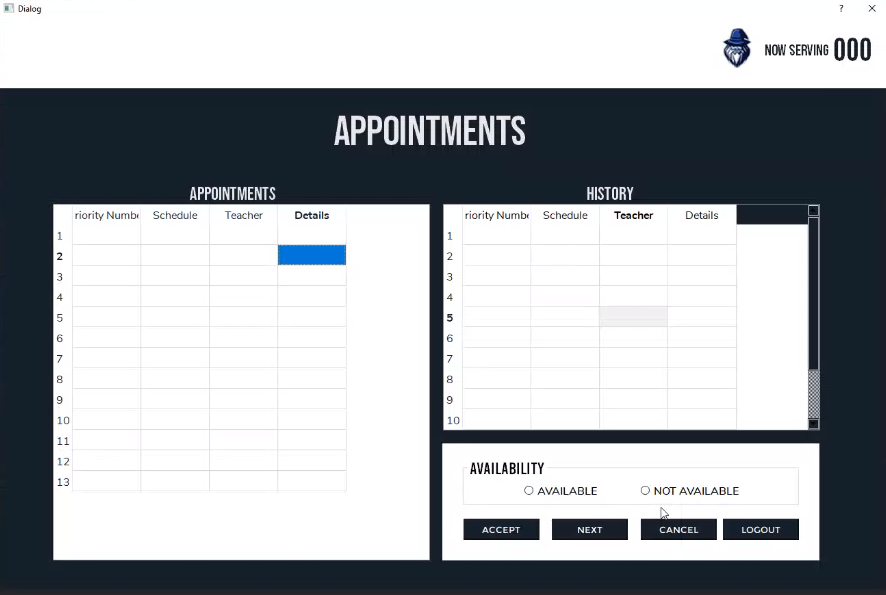 Dialog
?
NOW SERVING 000
APPOINTMENTS
APPOINTMENTS
riority Numbe Schedule Teacher Details
1
2
3
4
5
6
7
8
9
10
11
12
13
HISTORY
riority Numbe Schedule Teacher Details
1
2
3
4
5
6
7
8
9
10
AVAILABILITY
AVAILABLE NOT AVAILABLE
ACCEPT NEXT CANCEL LOGOUT